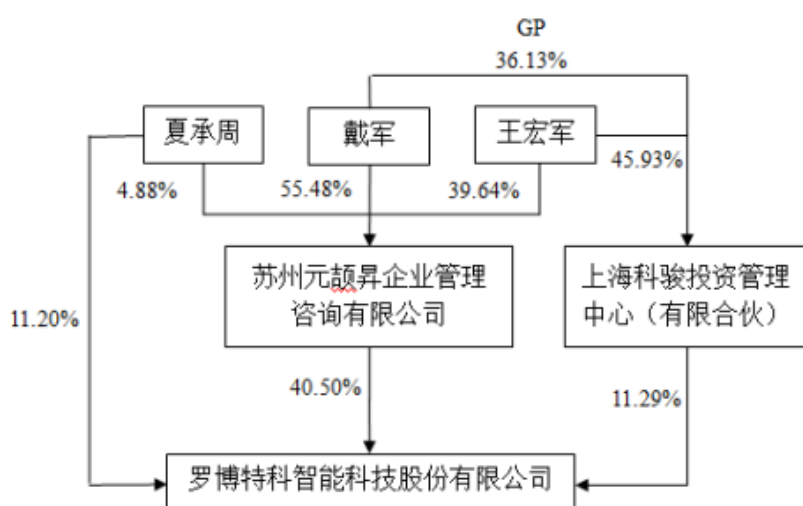 GP
36.13%
夏承周
戴军
王宏军
4.88%
55.48%
39.64%
45.93%
苏州元颉昇企业管理
咨询有限公司
上海科骏投资管理
中心（有限合伙）
11.20%
40.50%
11.29%
罗博特科智能科技股份有限公司